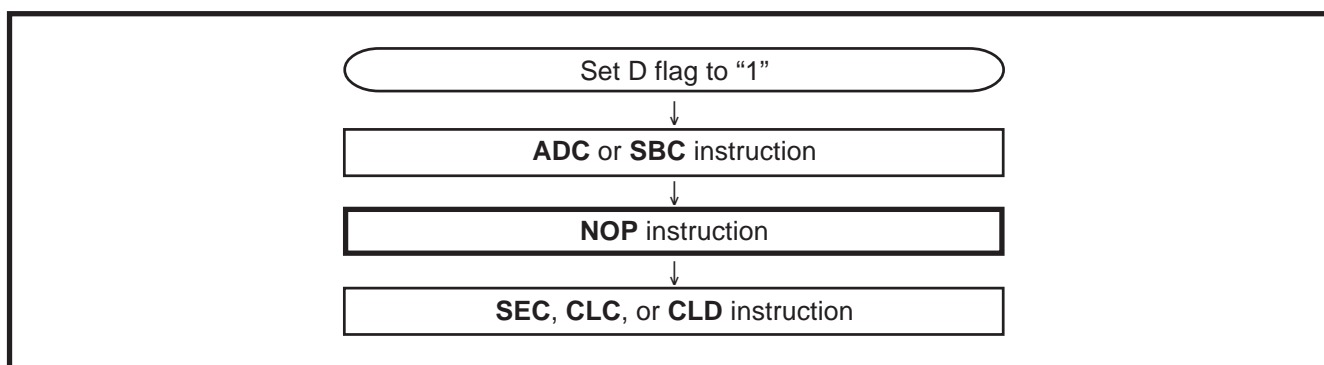 Set D flag to “1”
ADC or SBC instruction
NOP instruction
SEC, CLC, or CLD instruction